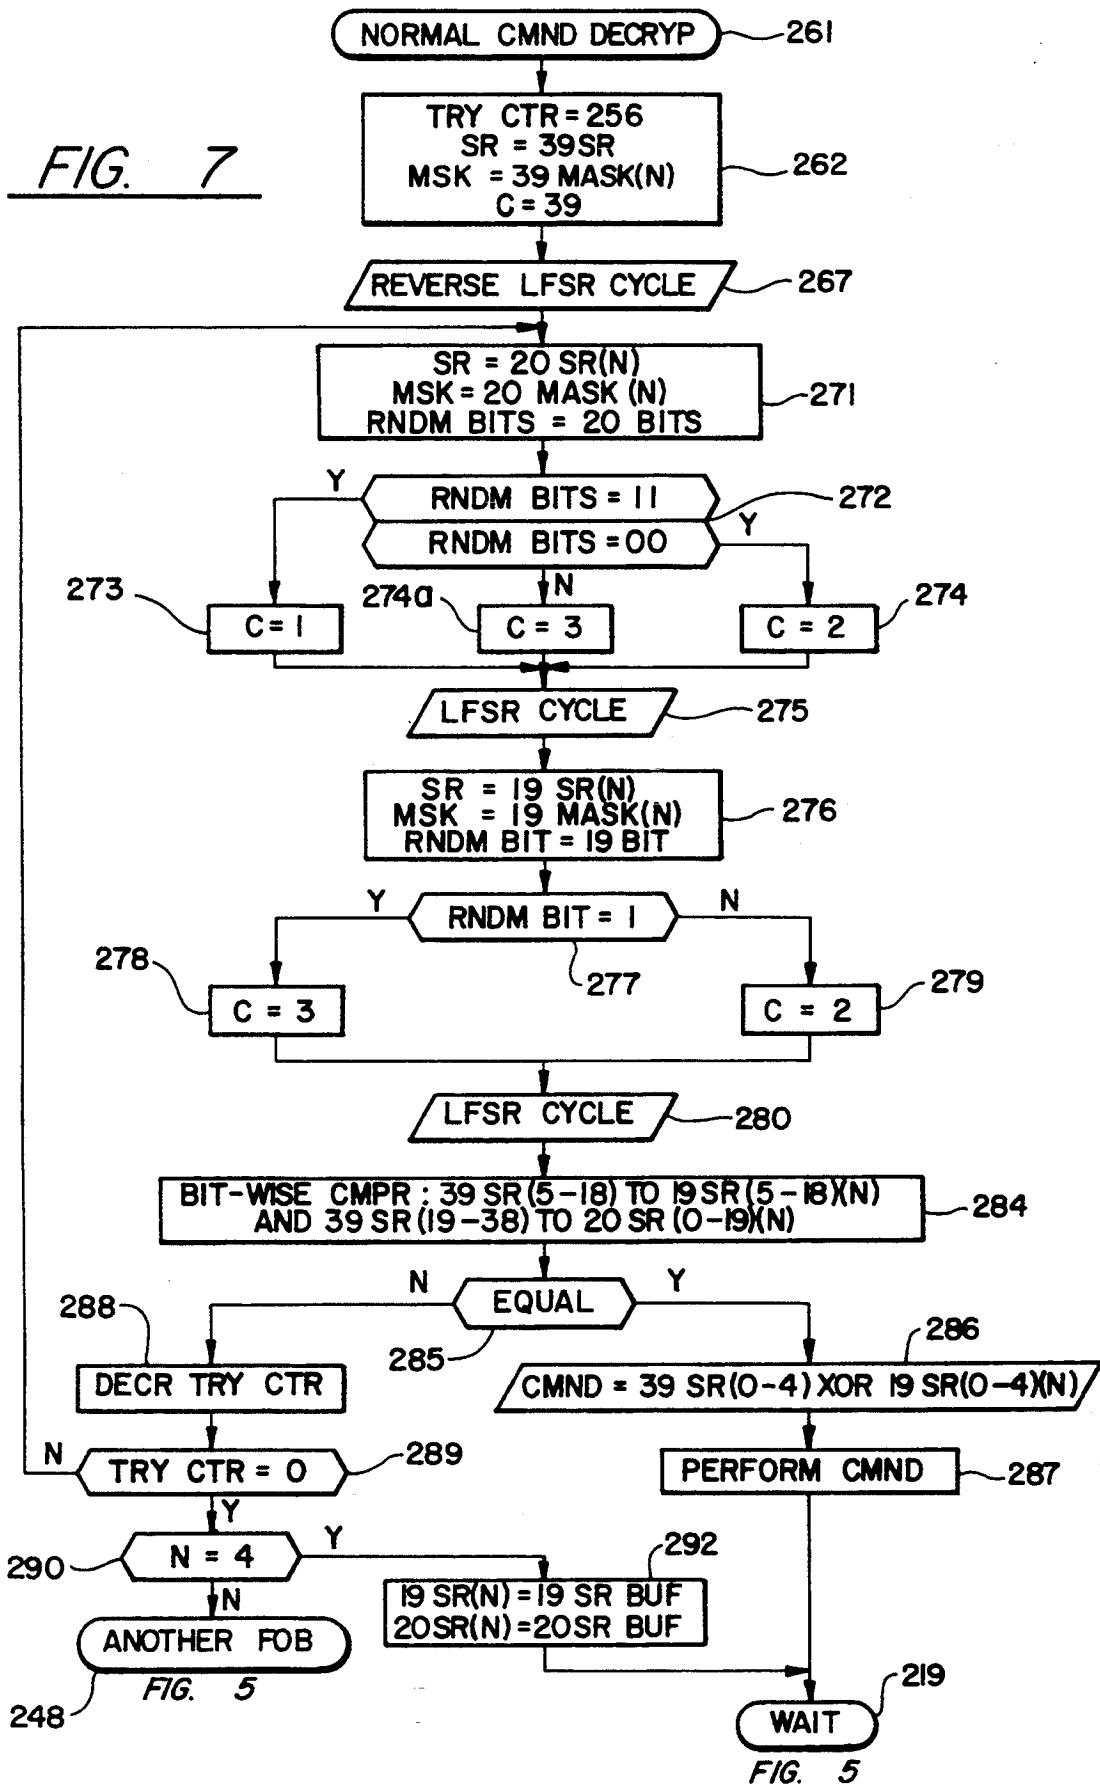 NORMAL CMND DECRYP
261
TRY CTR = 256
SR = 39SR
MSK = 39 MASK(N)
C = 39
262
FIG. 7
REVERSE LFSR CYCLE
267
SR = 20 SR(N)
MSK = 20 MASK (N)
RNDM BITS = 20 BITS
271
Y
RNDM BITS = 11
272
RNDM BITS = 00
Y
N
273
C = 1
274a
C = 3
C = 2
274
LFSR CYCLE
275
SR = 19 SR(N)
MSK = 19 MASK(N)
RNDM BIT = 19 BIT
276
Y
RNDM BIT = 1
N
277
278
C = 3
C = 2
279
LFSR CYCLE
280
BIT-WISE CMPR : 39 SR(5-18) TO 19 SR(5-18)(N)
AND 39 SR(19-38) TO 20 SR(0-19)(N)
284
N
EQUAL
Y
285
288
DECR TRY CTR
286
CMND = 39 SR(0-4) XOR 19 SR(0-4)(N)
N
TRY CTR = 0
289
Y
PERFORM CMND
287
290
N = 4
Y
N
292
19 SR(N) = 19 SR BUF
20SR(N) = 20SR BUF
ANOTHER FOB
248
FIG. 5
219
WAIT
FIG. 5